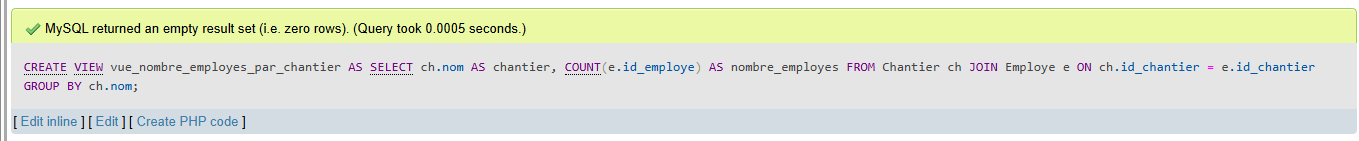 MySQL returned an empty result set (i.e. zero rows). (Query took 0.0005 seconds.)
CREATE VIEW vue_nombre_employes_par_chantier AS SELECT ch.nom AS chantier, COUNT(e.id_employe) AS nombre_employes FROM Chantier ch JOIN Employe e ON ch.id_chantier = e.id_chantier
GROUP BY ch.nom;
[ Edit inline ] [ Edit ] [ Create PHP code ]